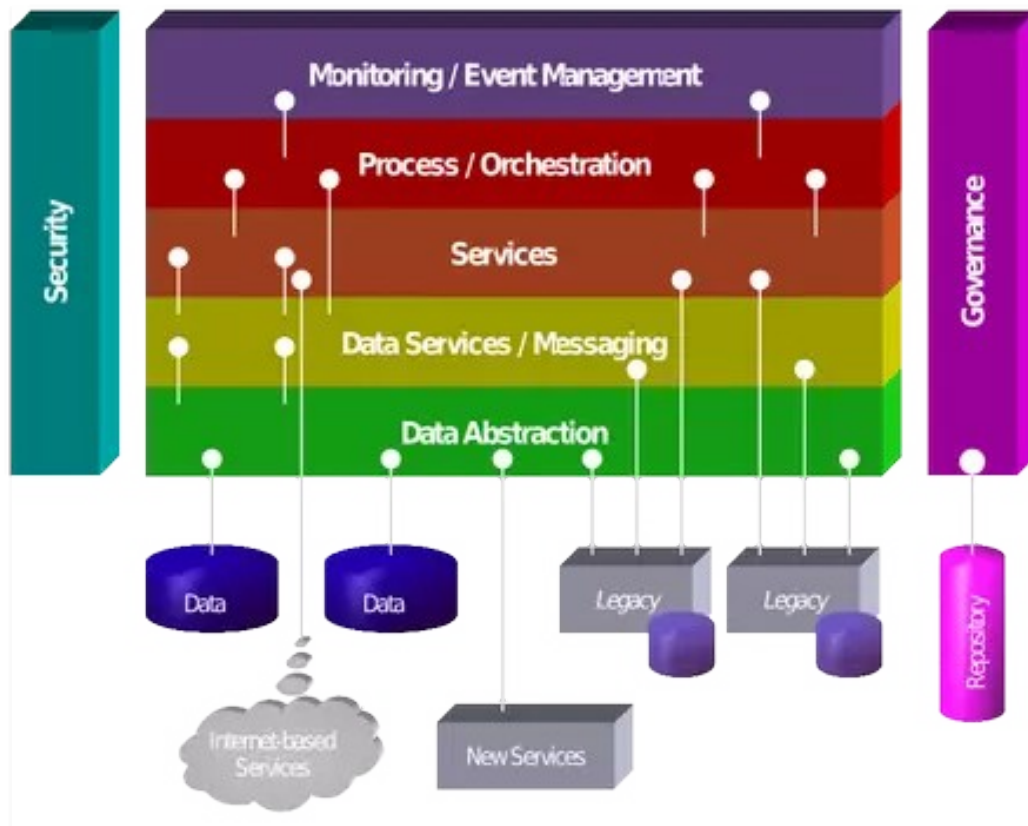 Monitoring / Event Management
Process / Orchestration
Services
Data Services / Messaging
Data Abstraction
Security
Governance
Data
Data
Legacy
Legacy
Repository
Internet-based
Services
New Services